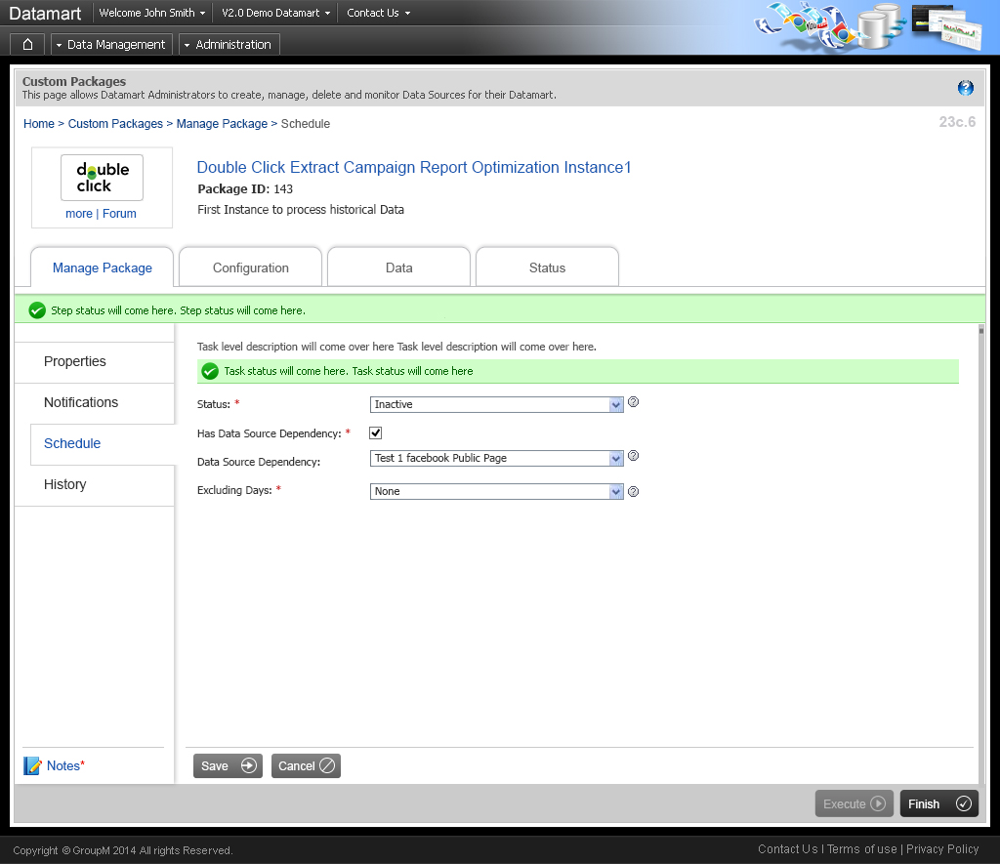 Datamart Welcome John Smith V2.0 Demo Datamart Contact Us
Data Management Administration
Custom Packages
This page allows Datamart Administrators to create, manage, delete and monitor Data Sources for their Datamart.
Home > Custom Packages > Manage Package > Schedule 23c.6
double
click
more | Forum
Double Click Extract Campaign Report Optimization Instance1
Package ID: 143
First Instance to process historical Data
Manage Package Configuration Data Status
Step status will come here. Step status will come here.
Properties
Notifications
Schedule
History
Task level description will come over here Task level description will come over here.
Task status will come here. Task status will come here
Status: * Inactive
Has Data Source Dependency: *
Data Source Dependency: Test 1 facebook Public Page
Excluding Days: * None
Notes* Save Cancel
Execute Finish
Copyright © GroupM 2014 All rights Reserved. Contact Us | Terms of use | Privacy Policy